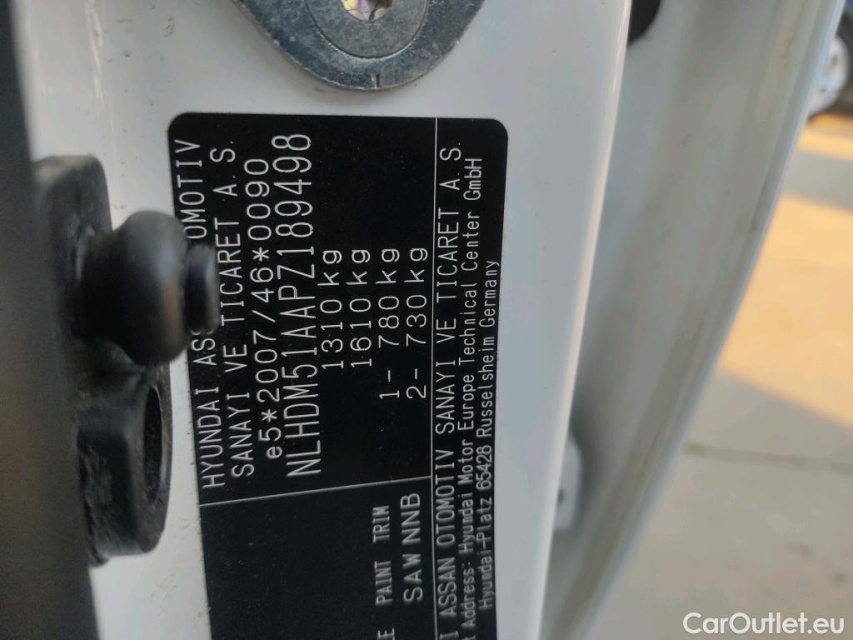 HYUNDAI ASS OTOMOTIV
SANAYI VE TICARET A.S.
e5*2007/46*0090
NLHDM51AAPZ189498
1310 kg
1610 kg
1- 780 kg
2- 730 kg
PAINT TRIM
SAW NNB
ASSAN OTOMOTIV SANAYI VE TICARET A.S.
Address: Hyundai Motor Europe Technical Center GmbH
Hyundai-Platz 65428 Russelsheim Germany
CarOutlet.eu